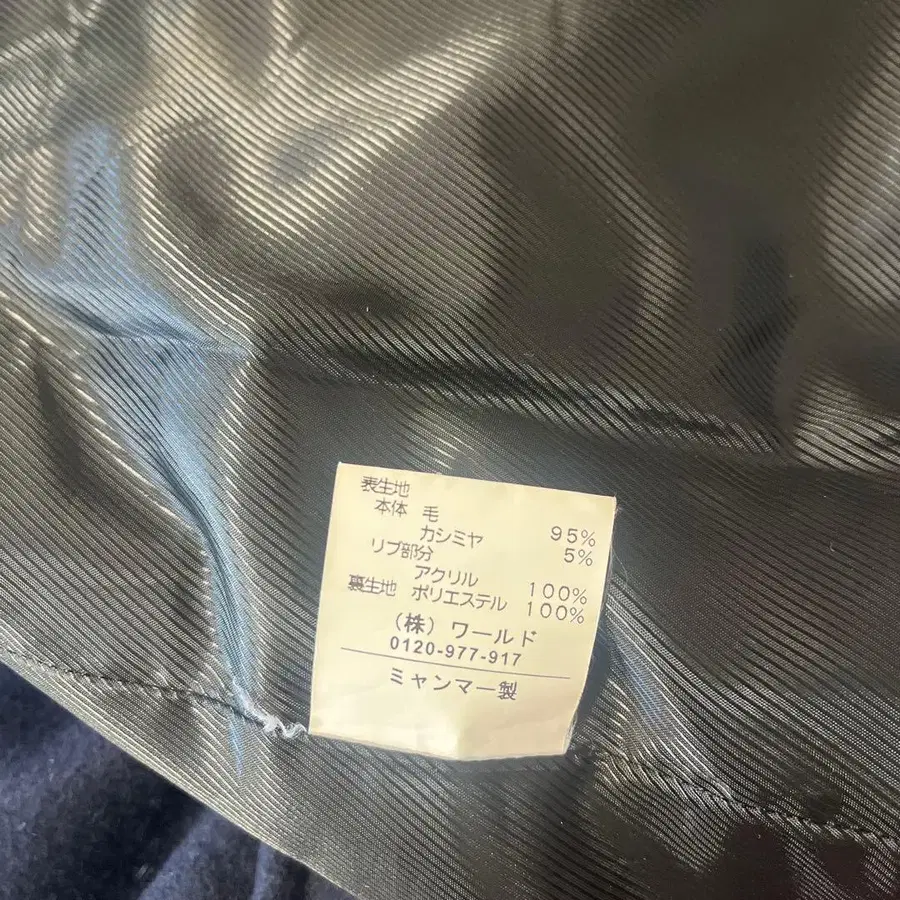 表生地
本体 毛 95%
カシミヤ 5%
リブ部分
アクリル 100%
裏生地 ポリエステル 100%
(株)ワールド
0120-977-917
ミャンマー製